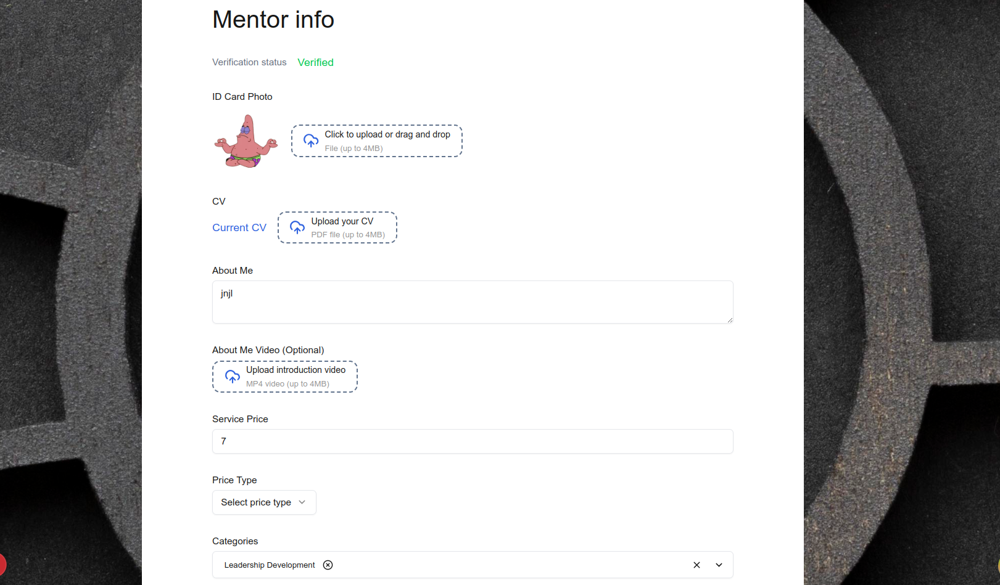 Mentor info
Verification status Verified
ID Card Photo
Click to upload or drag and drop
File (up to 4MB)
CV
Current CV
Upload your CV
PDF file (up to 4MB)
About Me
jnjl
About Me Video (Optional)
Upload introduction video
MP4 video (up to 4MB)
Service Price
7
Price Type
Select price type
Categories
Leadership Development